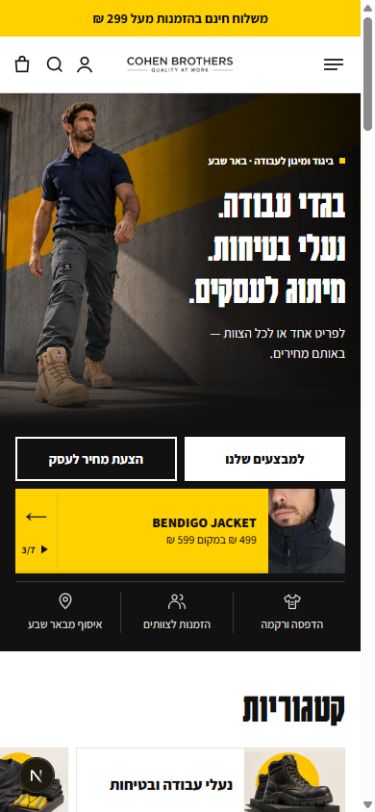 משלוח חינם בהזמנות מעל 299 ₪
COHEN BROTHERS
QUALITY AT WORK
ביגוד ומיגון לעבודה · באר שבע
בגדי עבודה.
נעלי בטיחות.
מיתוג לעסקים.
לפריט אחד או לכל הצוות —
באותם מחירים.
למבצעים שלנו
הצעת מחיר לעסק
BENDIGO JACKET
499 ₪ במקום 599 ₪
3/7
הדפסה ורקמה
הזמנות לצוותים
איסוף מבאר שבע
קטגוריות
נעלי עבודה ובטיחות
N